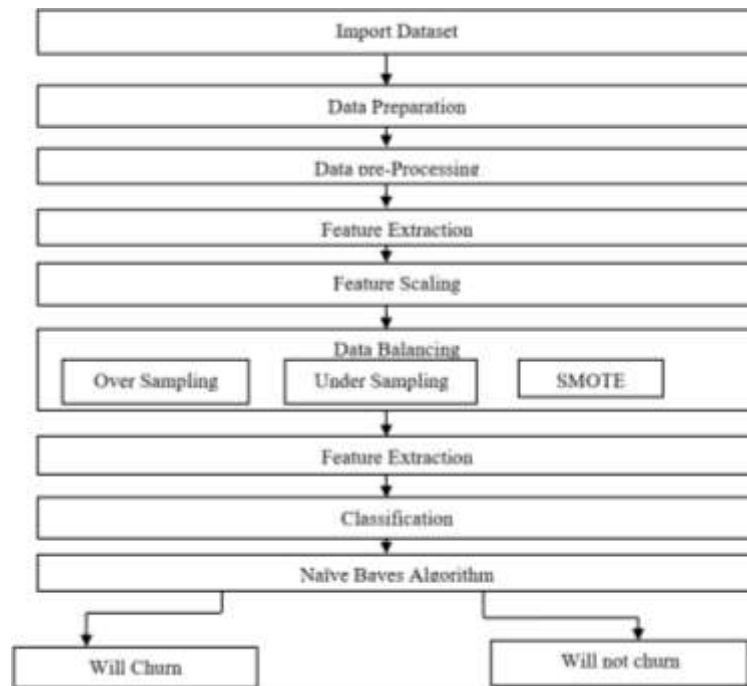 Import Dataset
Data Preparation
Data pre-Processing
Feature Extraction
Feature Scaling
Data Balancing
Over Sampling
Under Sampling
SMOTE
Feature Extraction
Classification
Naïve Bayes Algorithm
Will Churn
Will not churn